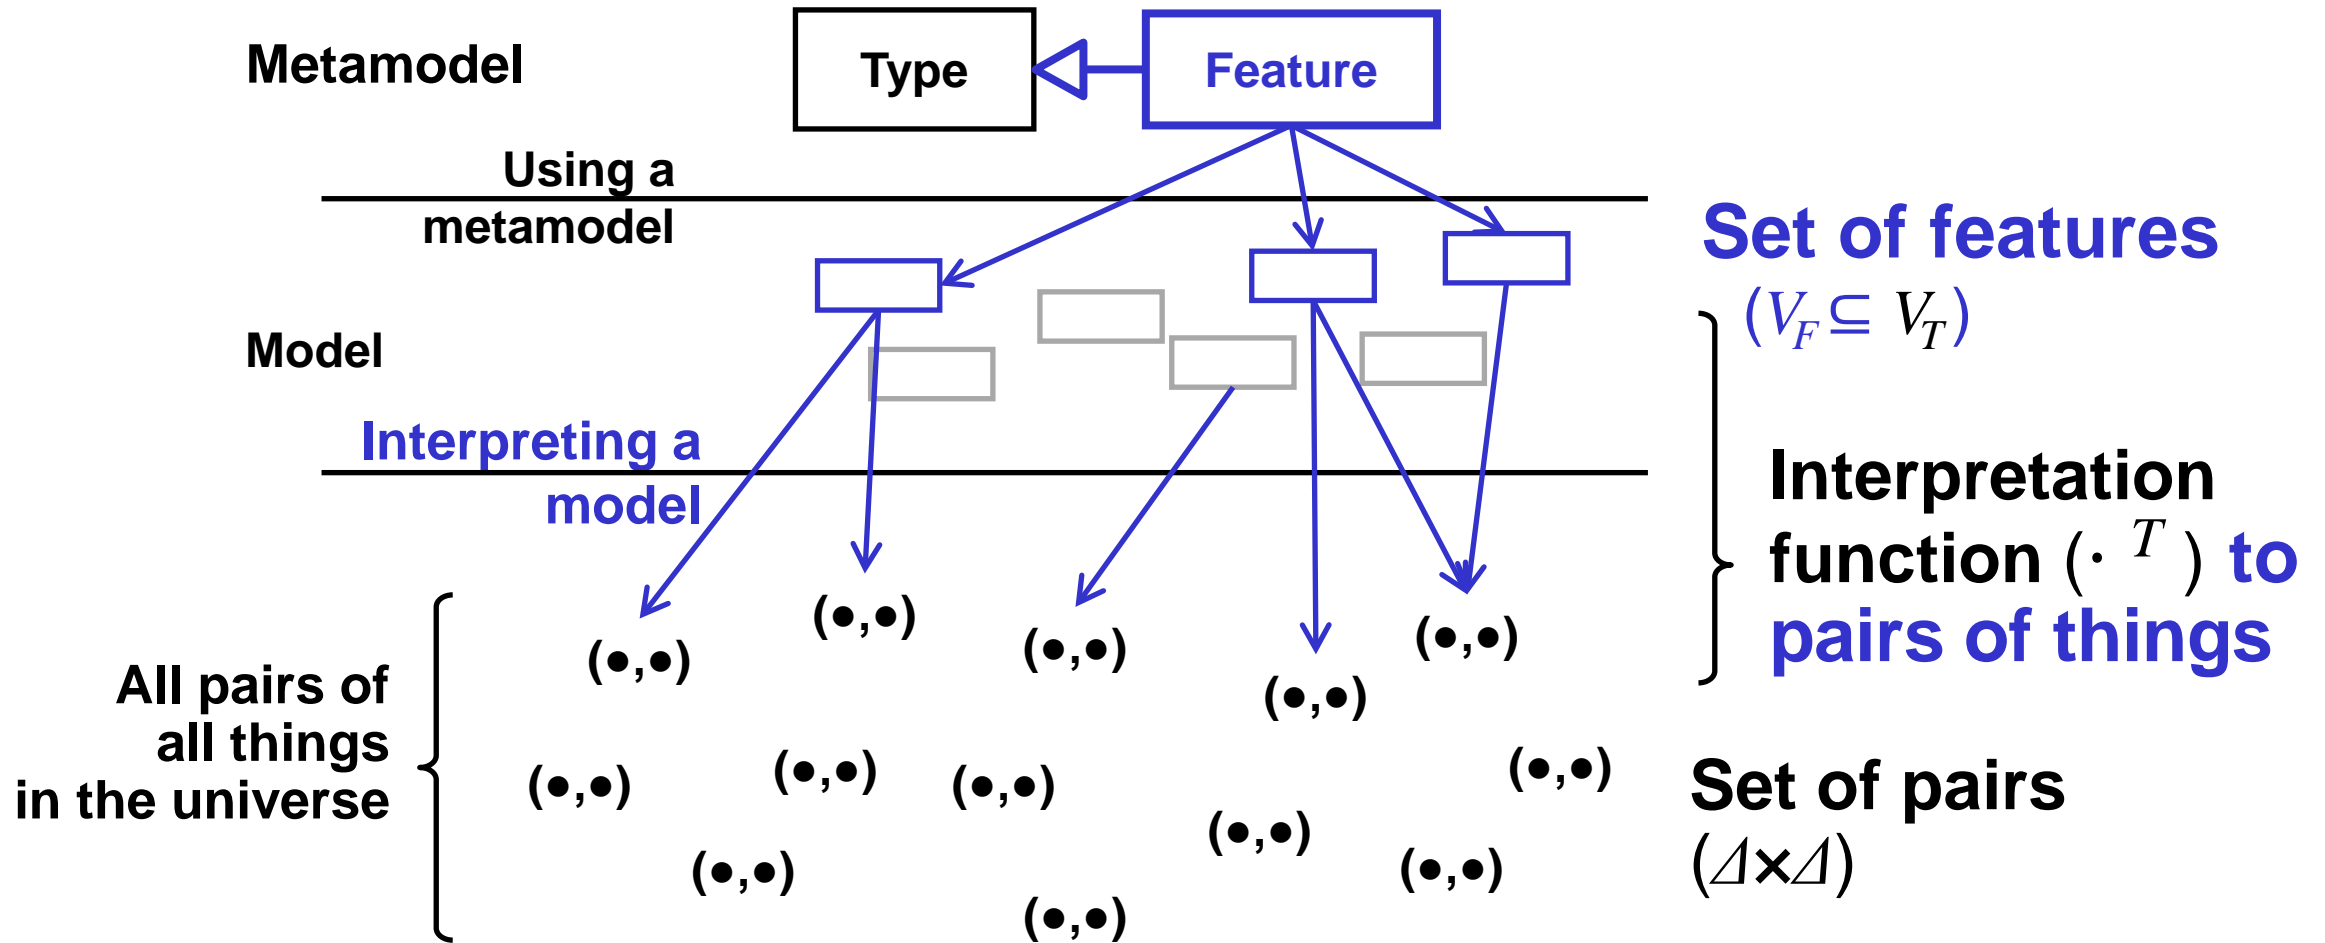 Metamodel
Type
Feature
Using a
metamodel
Set of features
(V_F ⊆ V_T)
Model
Interpreting a
model
Interpretation
function (· ^T) to
pairs of things
All pairs of
all things
in the universe
(●,●)
(●,●)
(●,●)
(●,●)
(●,●)
(●,●)
(●,●)
(●,●)
(●,●)
(●,●)
(●,●)
(●,●)
(●,●)
Set of pairs
(Δ×Δ)